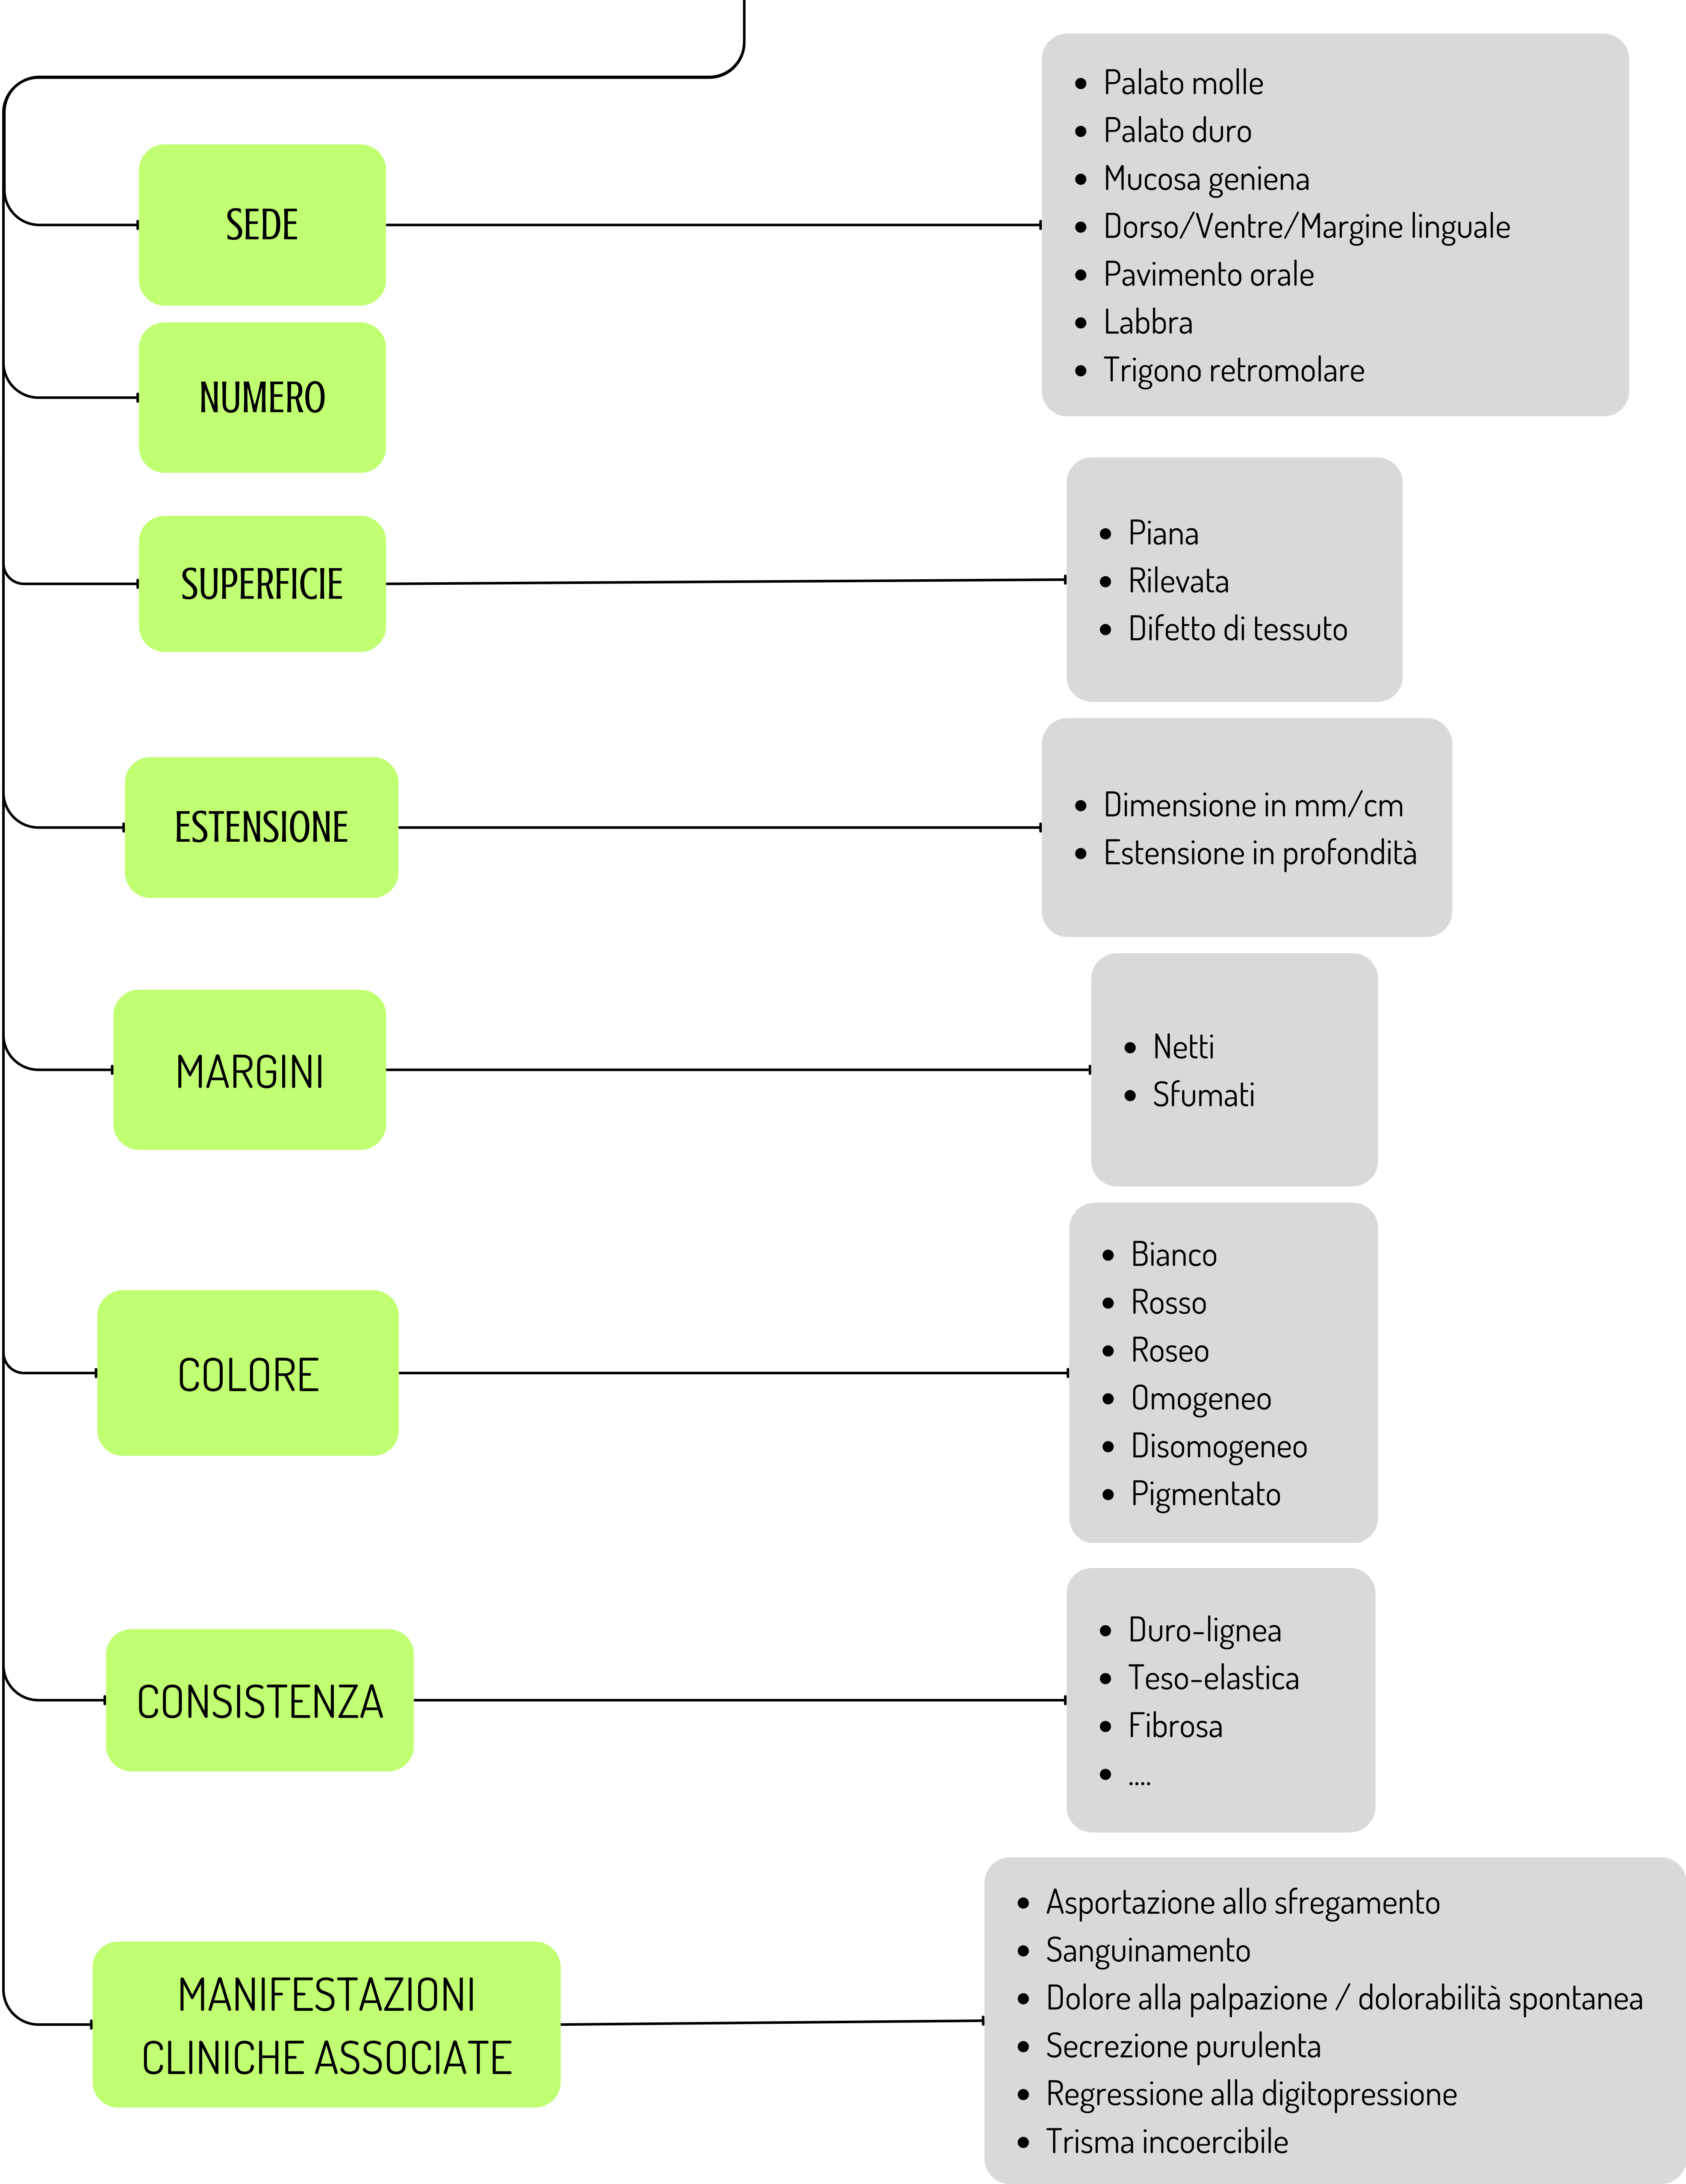 SEDE
• Palato molle
• Palato duro
• Mucosa geniena
• Dorso/Ventre/Margine linguale
• Pavimento orale
• Labbra
• Trigono retromolare
NUMERO
SUPERFICIE
• Piana
• Rilevata
• Difetto di tessuto
ESTENSIONE
• Dimensione in mm/cm
• Estensione in profondità
MARGINI
• Netti
• Sfumati
COLORE
• Bianco
• Rosso
• Roseo
• Omogeneo
• Disomogeneo
• Pigmentato
CONSISTENZA
• Duro-lignea
• Teso-elastica
• Fibrosa
• ....
MANIFESTAZIONI
CLINICHE ASSOCIATE
• Asportazione allo sfregamento
• Sanguinamento
• Dolore alla palpazione / dolorabilità spontanea
• Secrezione purulenta
• Regressione alla digitopressione
• Trisma incoercibile